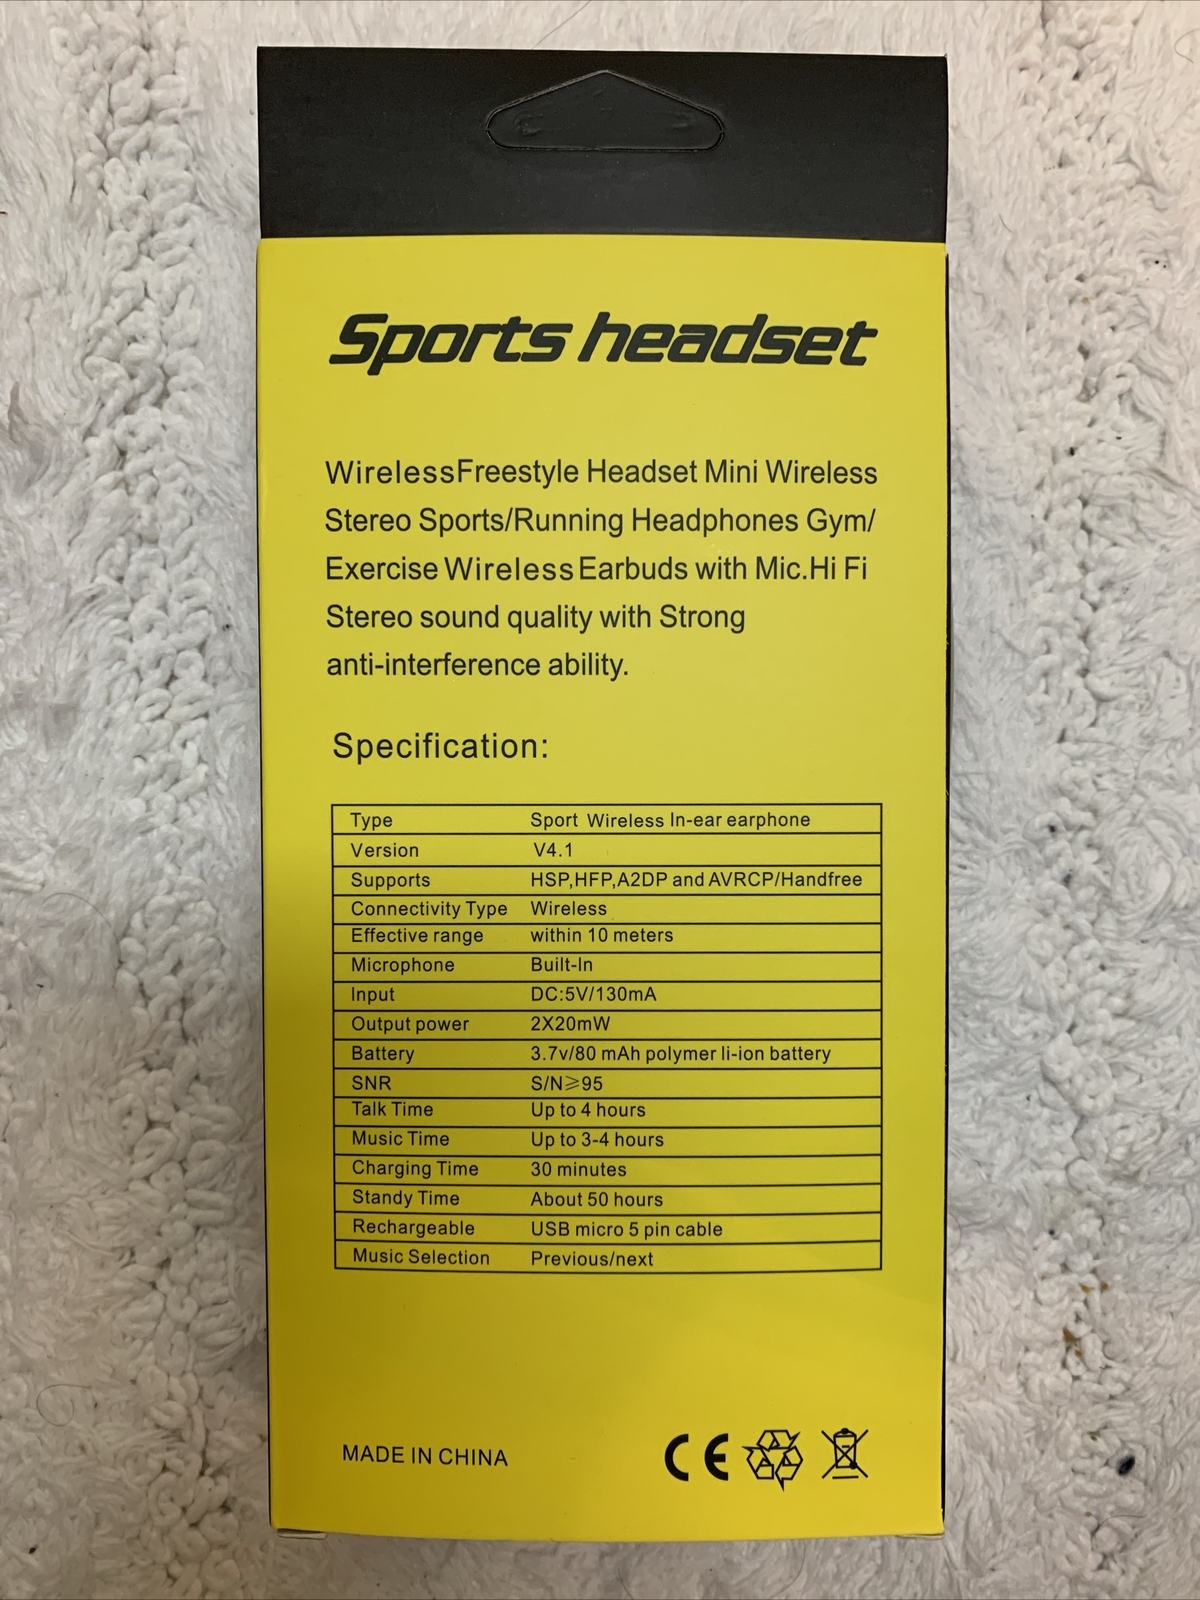 Sports headset
WirelessFreestyle Headset Mini Wireless
Stereo Sports/Running Headphones Gym/
Exercise Wireless Earbuds with Mic.Hi Fi
Stereo sound quality with Strong
anti-interference ability.
Specification:
Type Sport Wireless In-ear earphone
Version V4.1
Supports HSP,HFP,A2DP and AVRCP/Handfree
Connectivity Type Wireless
Effective range within 10 meters
Microphone Built-In
Input DC:5V/130mA
Output power 2X20mW
Battery 3.7v/80 mAh polymer li-ion battery
SNR S/N⩾95
Talk Time Up to 4 hours
Music Time Up to 3-4 hours
Charging Time 30 minutes
Standy Time About 50 hours
Rechargeable USB micro 5 pin cable
Music Selection Previous/next
MADE IN CHINA CE